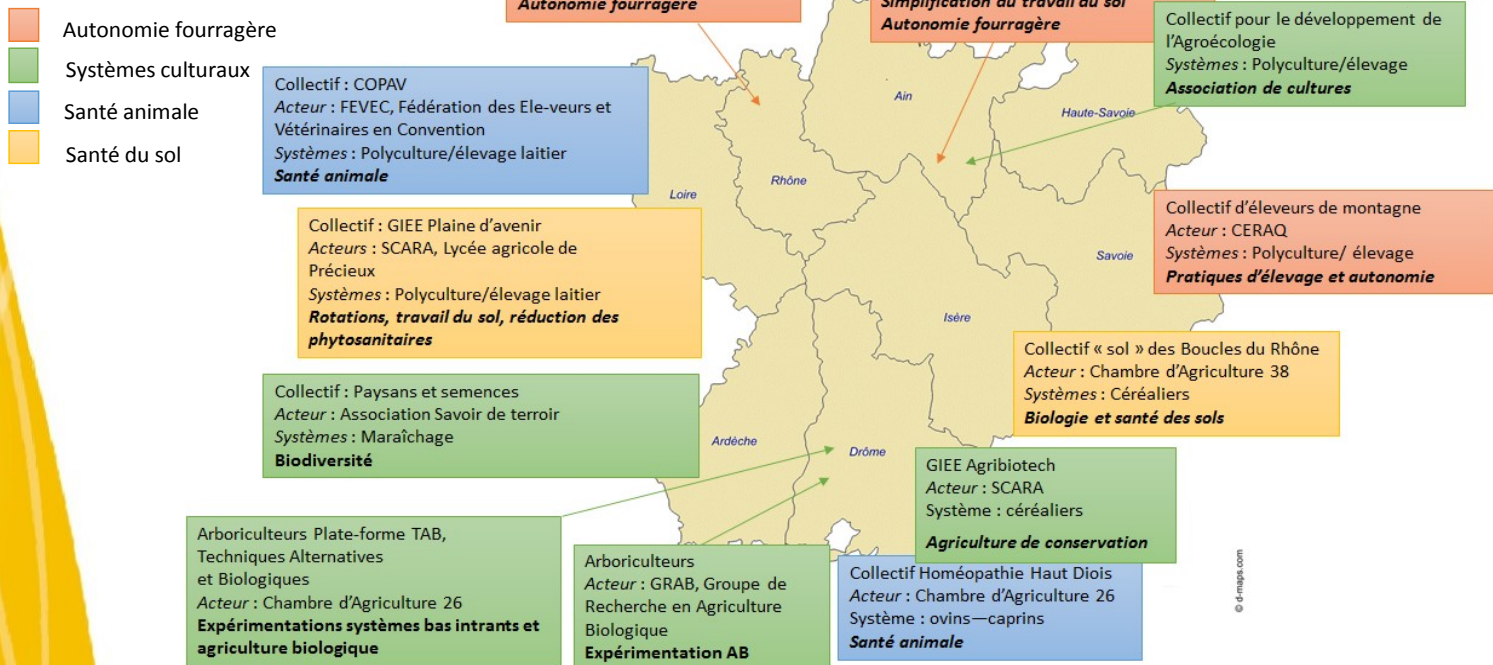 Autonomie fourragère
Systèmes culturaux
Santé animale
Santé du sol
Autonomie fourragère
Simplification du travail du sol
Autonomie fourragère
Collectif pour le développement de
l'Agroécologie
Systèmes : Polyculture/élevage
Association de cultures
Collectif : COPAV
Acteur : FEVEC, Fédération des Ele-veurs et
Vétérinaires en Convention
Systèmes : Polyculture/élevage laitier
Santé animale
Ain
Haute-Savoie
Loire
Rhône
Collectif : GIEE Plaine d'avenir
Acteurs : SCARA, Lycée agricole de
Précieux
Systèmes : Polyculture/élevage laitier
Rotations, travail du sol, réduction des
phytosanitaires
Collectif d'éleveurs de montagne
Acteur : CERAQ
Systèmes : Polyculture/ élevage
Pratiques d'élevage et autonomie
Savoie
Isère
Collectif « sol » des Boucles du Rhône
Acteur : Chambre d'Agriculture 38
Systèmes : Céréaliers
Biologie et santé des sols
Collectif : Paysans et semences
Acteur : Association Savoir de terroir
Systèmes : Maraîchage
Biodiversité
Ardèche
Drôme
GIEE Agribiotech
Acteur : SCARA
Système : céréaliers
Agriculture de conservation
Arboriculteurs Plate-forme TAB,
Techniques Alternatives
et Biologiques
Acteur : Chambre d'Agriculture 26
Expérimentations systèmes bas intrants et
agriculture biologique
Arboriculteurs
Acteur : GRAB, Groupe de
Recherche en Agriculture
Biologique
Expérimentation AB
Collectif Homéopathie Haut Diois
Acteur : Chambre d'Agriculture 26
Système : ovins—caprins
Santé animale
© d-maps.com